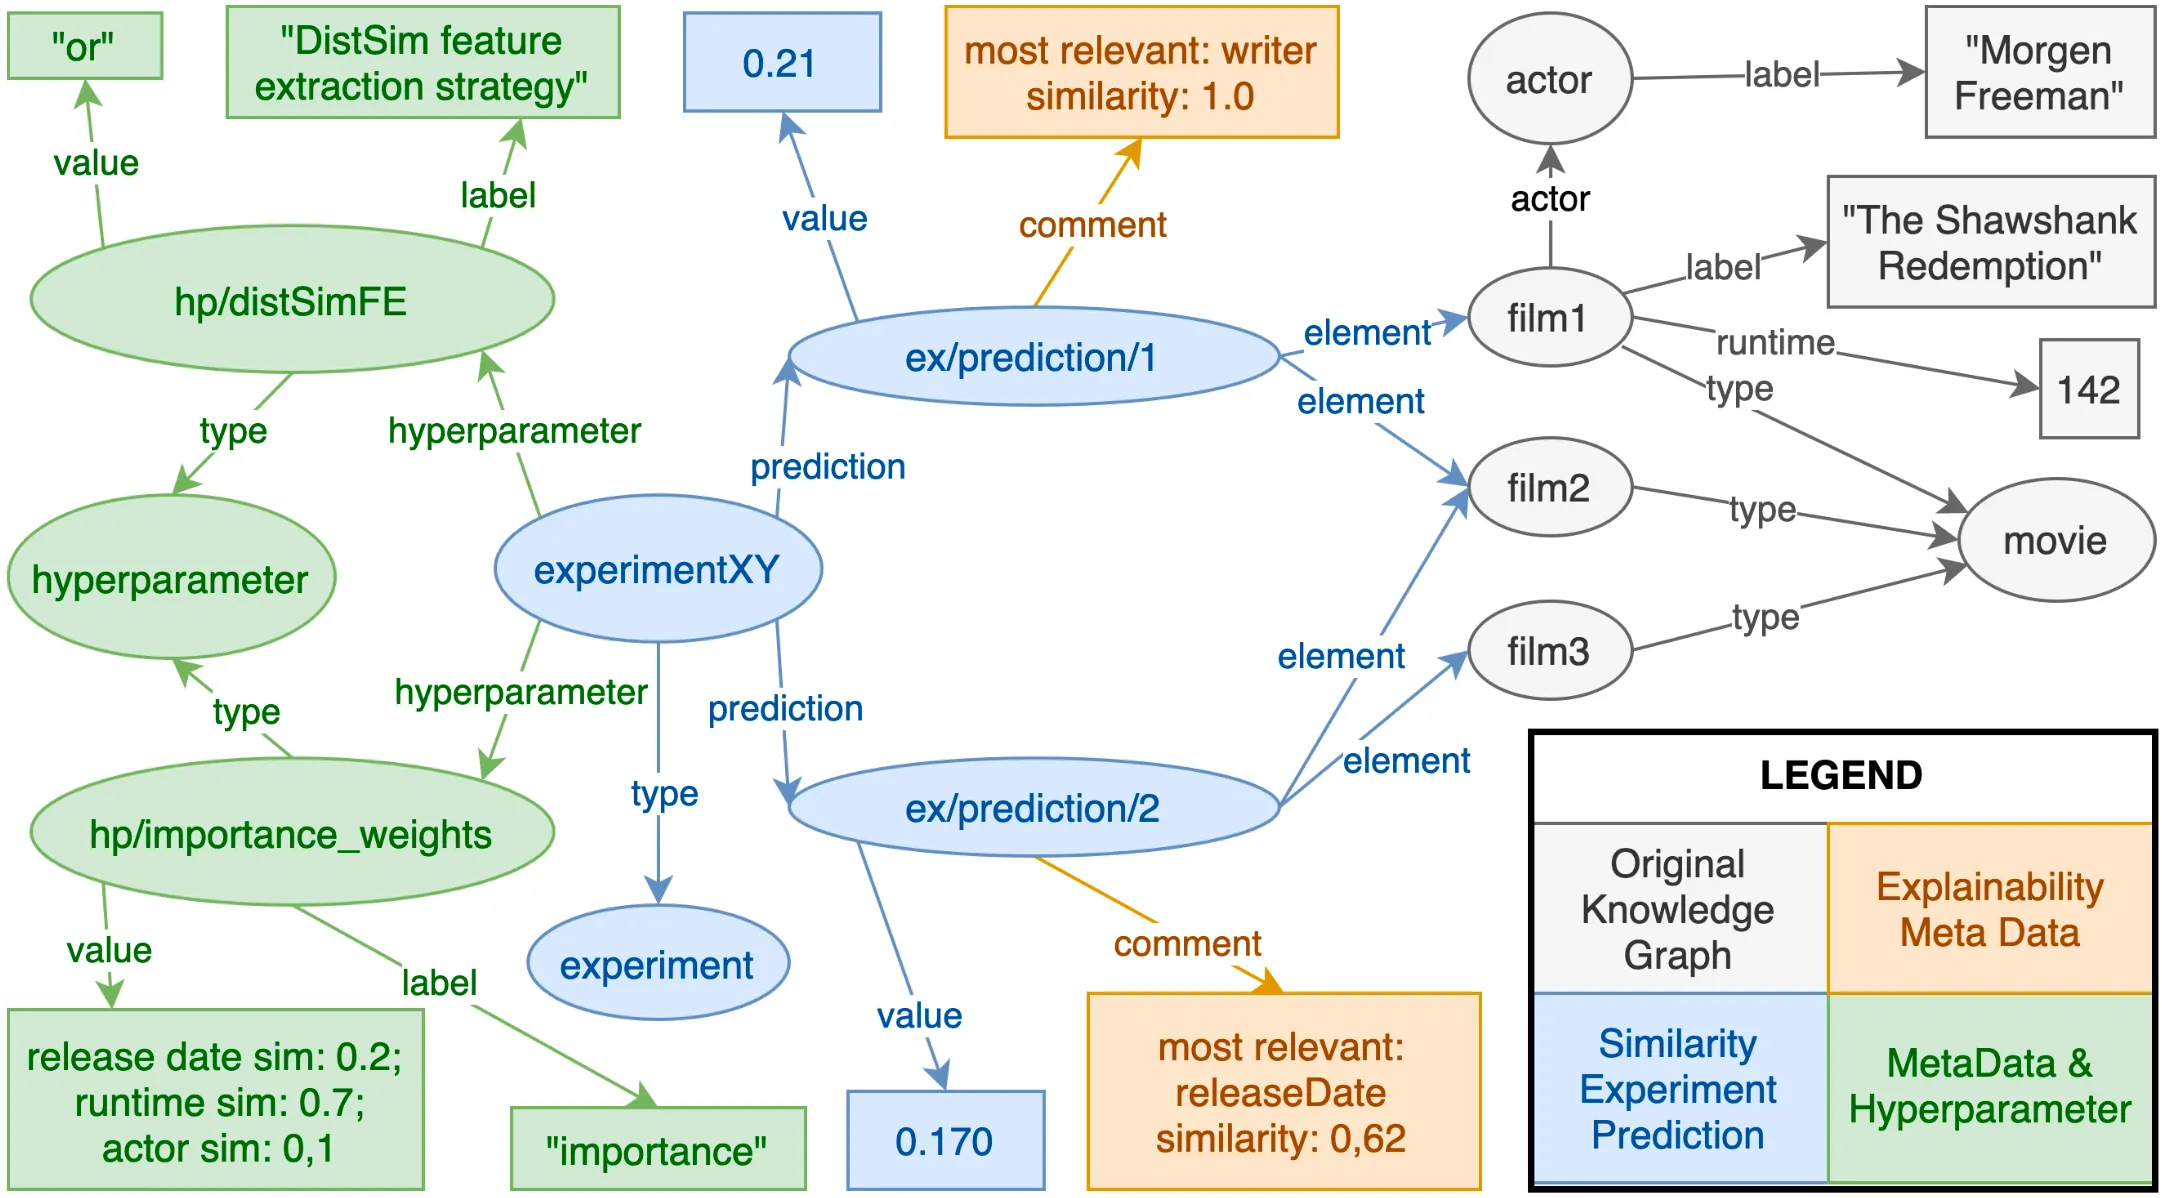 "or"
"DistSim feature
extraction strategy"
0.21
most relevant: writer
similarity: 1.0
actor
label
"Morgen
Freeman"
value
label
value
comment
actor
"The Shawshank
Redemption"
label
hp/distSimFE
ex/prediction/1
element
film1
runtime
142
type
element
type
hyperparameter
prediction
film2
type
movie
hyperparameter
experimentXY
type
film3
element
type
hyperparameter
prediction
element
type
hp/importance_weights
ex/prediction/2
value
label
experiment
comment
value
release date sim: 0.2;
runtime sim: 0.7;
actor sim: 0,1
"importance"
0.170
most relevant:
releaseDate
similarity: 0,62
LEGEND
Original
Knowledge
Graph
Explainability
Meta Data
Similarity
Experiment
Prediction
MetaData &
Hyperparameter